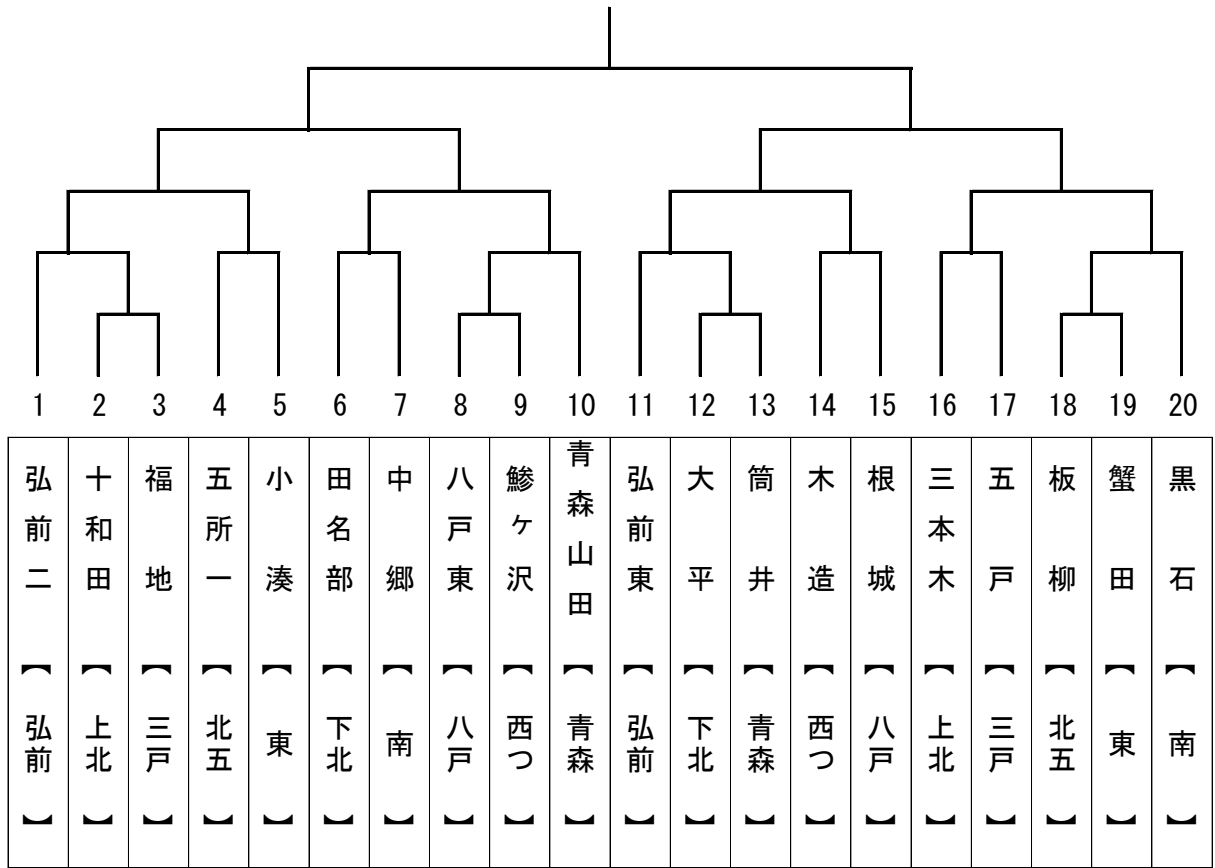 1 2 3 4 5 6 7 8 9 10 11 12 13 14 15 16 17 18 19 20
弘前二【弘前】
十和田【上北】
福地【三戸】
五所一【北五】
小湊【東】
田名部【下北】
中郷【南】
八戸東【八戸】
鰺ヶ沢【西つ】
青森山田【青森】
弘前東【弘前】
大平【下北】
筒井【青森】
木造【西つ】
根城【八戸】
三本木【上北】
五戸【三戸】
板柳【北五】
蟹田【東】
黒石【南】